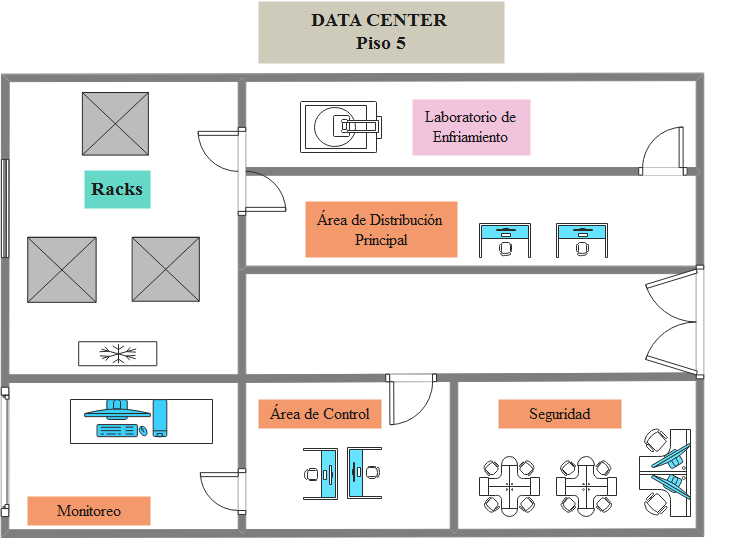 DATA CENTER
Piso 5
Laboratorio de
Enfriamiento
Racks
Área de Distribución
Principal
Área de Control
Seguridad
Monitoreo